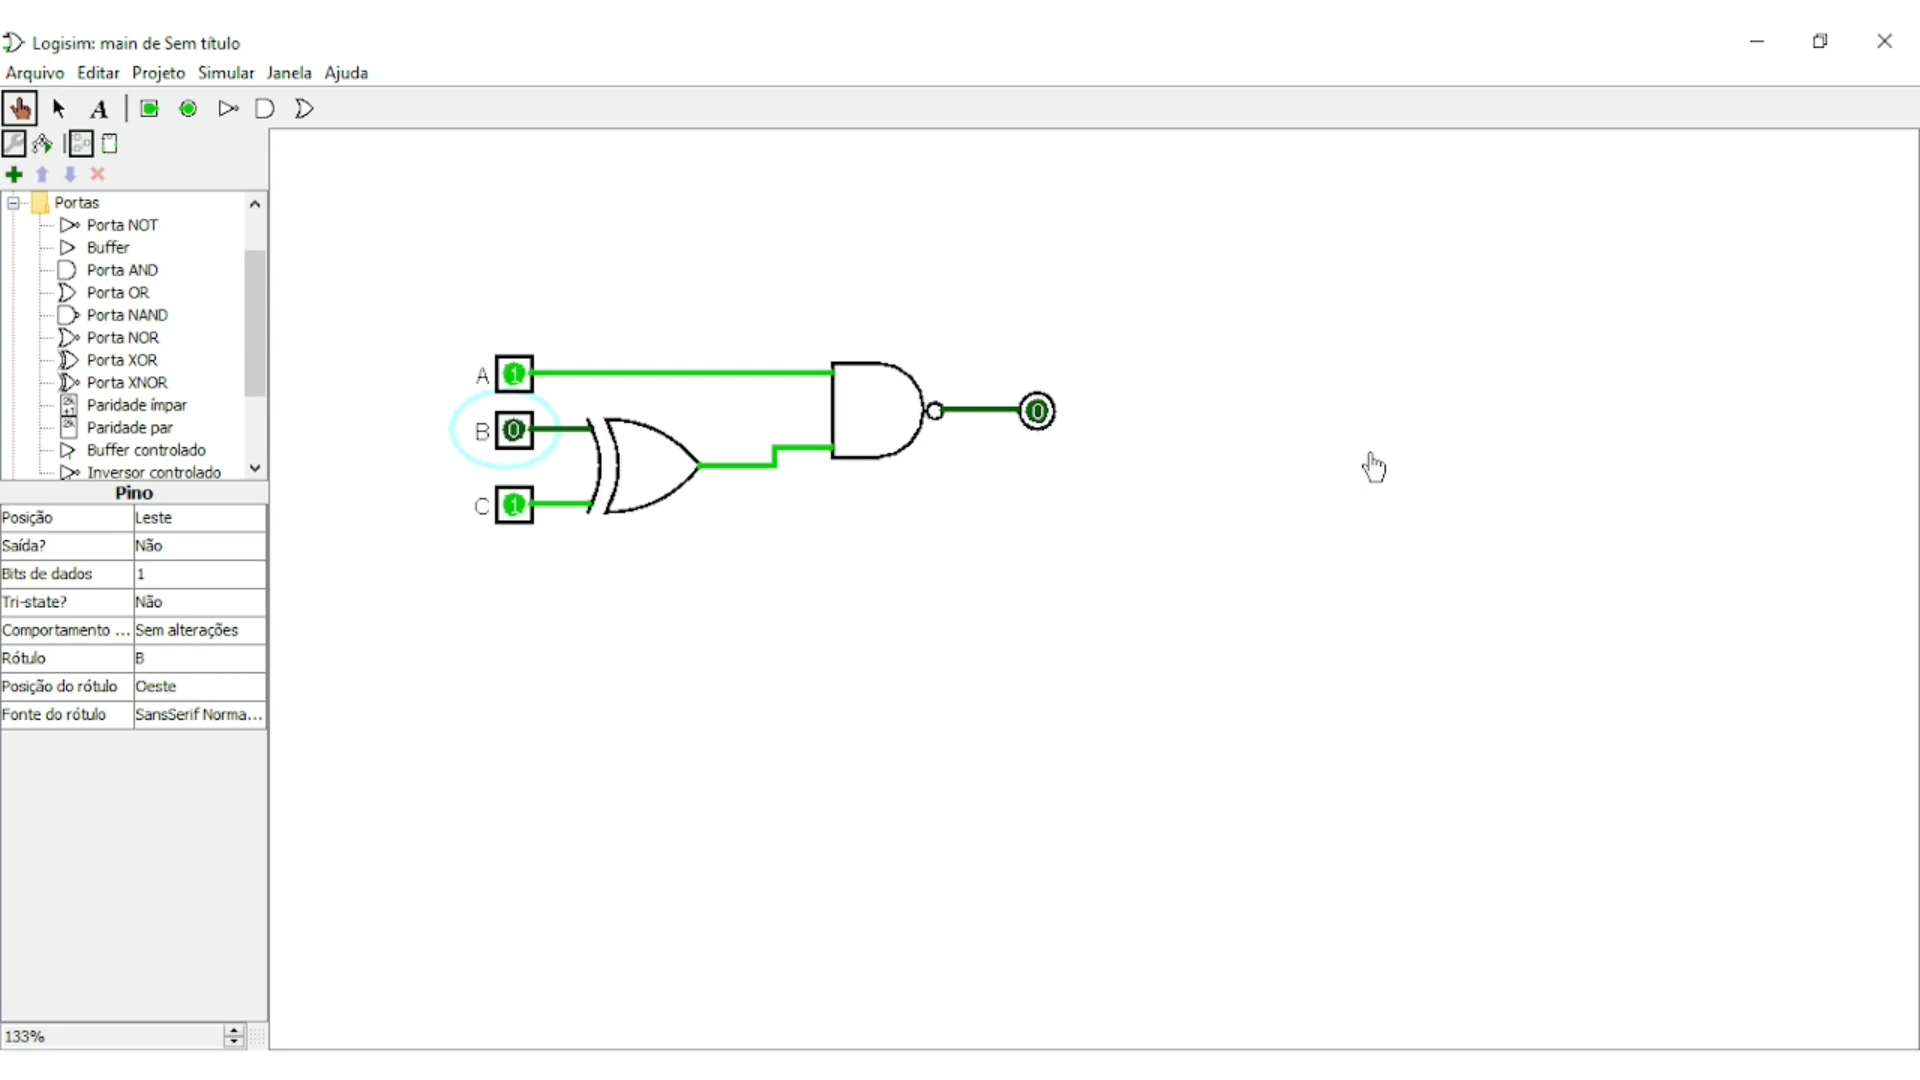 Logisim: main de Sem título
Arquivo Editar Projeto Simular Janela Ajuda
A
Portas
Porta NOT
Buffer
Porta AND
Porta OR
Porta NAND
Porta NOR
Porta XOR
Porta XNOR
Paridade ímpar
Paridade par
Buffer controlado
Inversor controlado
Pino
Posição Leste
Saída? Não
Bits de dados 1
Tri-state? Não
Comportamento ... Sem alterações
Rótulo B
Posição do rótulo Oeste
Fonte do rótulo SansSerif Norma...
133%
A 1
B 0
C 1
0